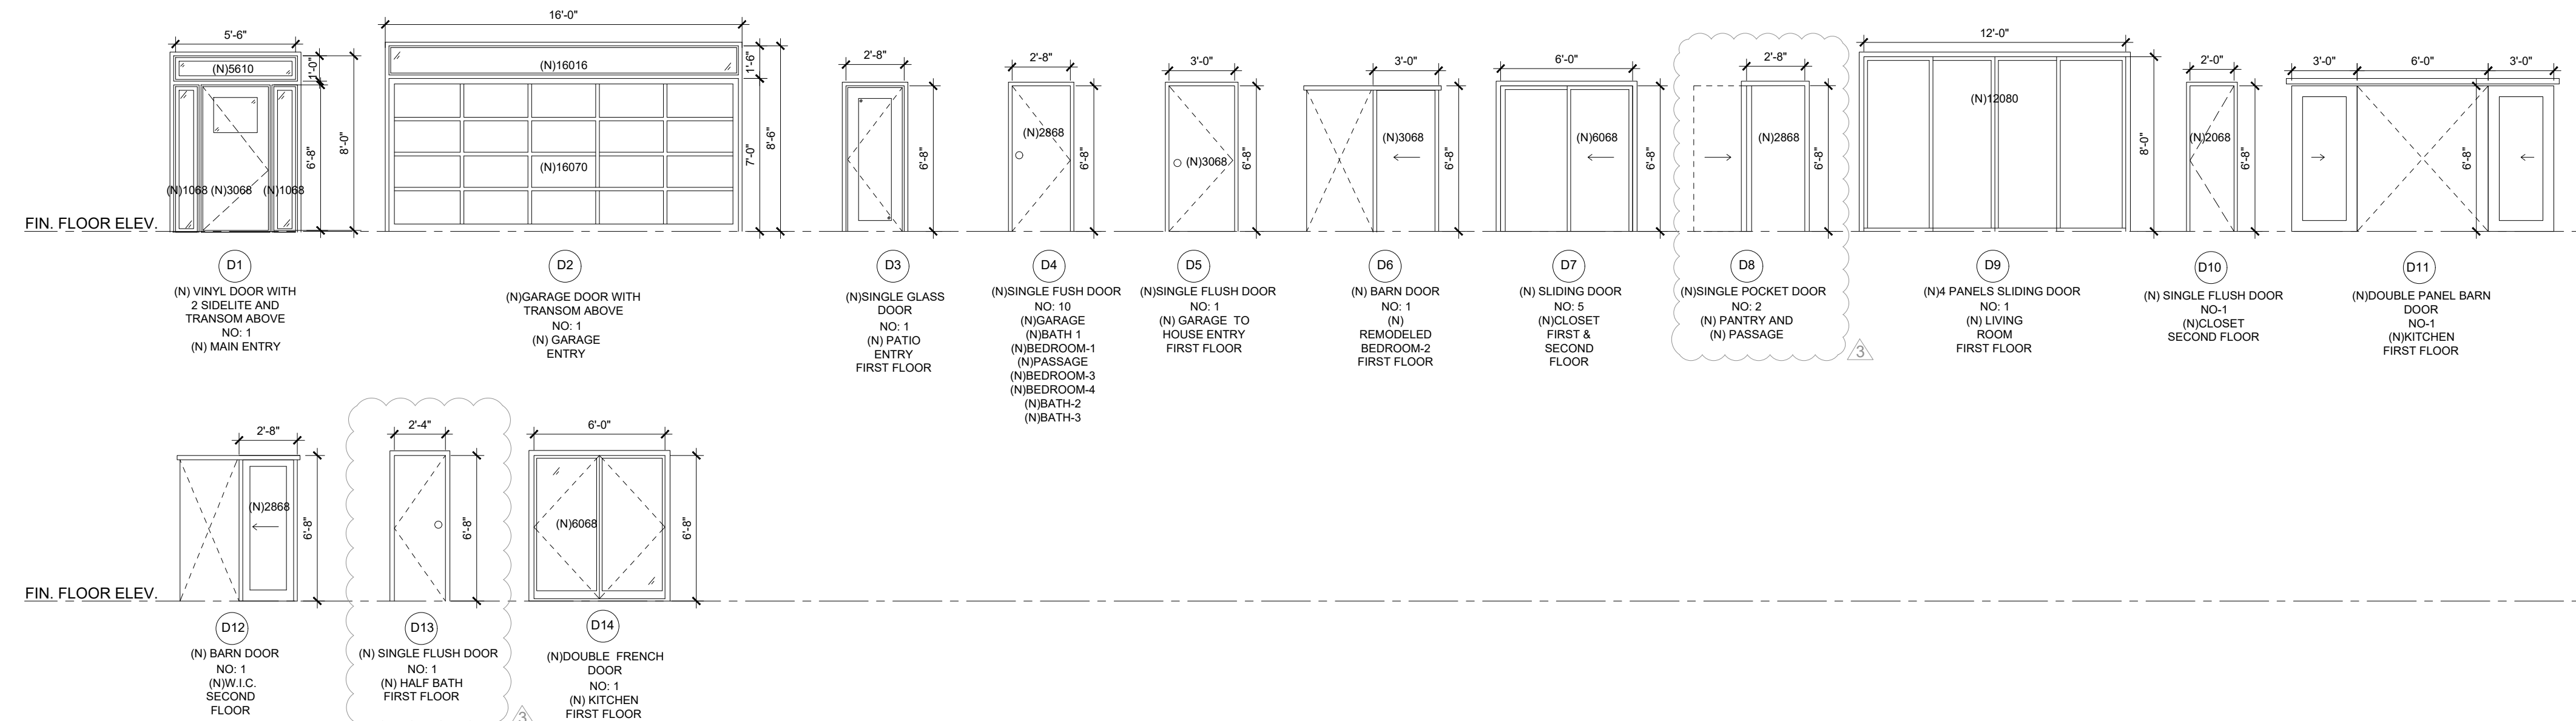 16'-0"
5'-6"
(N)5610
1'-0"
(N)1068
(N)3068
(N)1068
6'-8"
8'-0"
(N)16016
1'-6"
(N)16070
7'-0"
8'-6"
2'-8"
6'-8"
2'-8"
(N)2868
6'-8"
3'-0"
(N)3068
6'-8"
3'-0"
(N)3068
6'-8"
6'-0"
(N)6068
6'-8"
2'-8"
(N)2868
6'-8"
12'-0"
(N)12080
8'-0"
2'-0"
(N)2068
6'-8"
3'-0"
6'-0"
3'-0"
6'-8"
FIN. FLOOR ELEV.
D1
(N) VINYL DOOR WITH
2 SIDELITE AND
TRANSOM ABOVE
NO: 1
(N) MAIN ENTRY
D2
(N)GARAGE DOOR WITH
TRANSOM ABOVE
NO: 1
(N) GARAGE
ENTRY
D3
(N)SINGLE GLASS
DOOR
NO: 1
(N) PATIO
ENTRY
FIRST FLOOR
D4
(N)SINGLE FUSH DOOR
NO: 10
(N)GARAGE
(N)BATH 1
(N)BEDROOM-1
(N)PASSAGE
(N)BEDROOM-3
(N)BEDROOM-4
(N)BATH-2
(N)BATH-3
D5
(N)SINGLE FLUSH DOOR
NO: 1
(N) GARAGE TO
HOUSE ENTRY
FIRST FLOOR
D6
(N) BARN DOOR
NO: 1
(N)
REMODELED
BEDROOM-2
FIRST FLOOR
D7
(N) SLIDING DOOR
NO: 5
(N)CLOSET
FIRST &
SECOND
FLOOR
D8
(N)SINGLE POCKET DOOR
NO: 2
(N) PANTRY AND
(N) PASSAGE
3
D9
(N)4 PANELS SLIDING DOOR
NO: 1
(N) LIVING
ROOM
FIRST FLOOR
D10
(N) SINGLE FLUSH DOOR
NO-1
(N)CLOSET
SECOND FLOOR
D11
(N)DOUBLE PANEL BARN
DOOR
NO-1
(N)KITCHEN
FIRST FLOOR
2'-8"
(N)2868
6'-8"
2'-4"
6'-8"
6'-0"
(N)6068
6'-8"
FIN. FLOOR ELEV.
D12
(N) BARN DOOR
NO: 1
(N)W.I.C.
SECOND
FLOOR
D13
(N) SINGLE FLUSH DOOR
NO: 1
(N) HALF BATH
FIRST FLOOR
3
D14
(N)DOUBLE FRENCH
DOOR
NO: 1
(N) KITCHEN
FIRST FLOOR